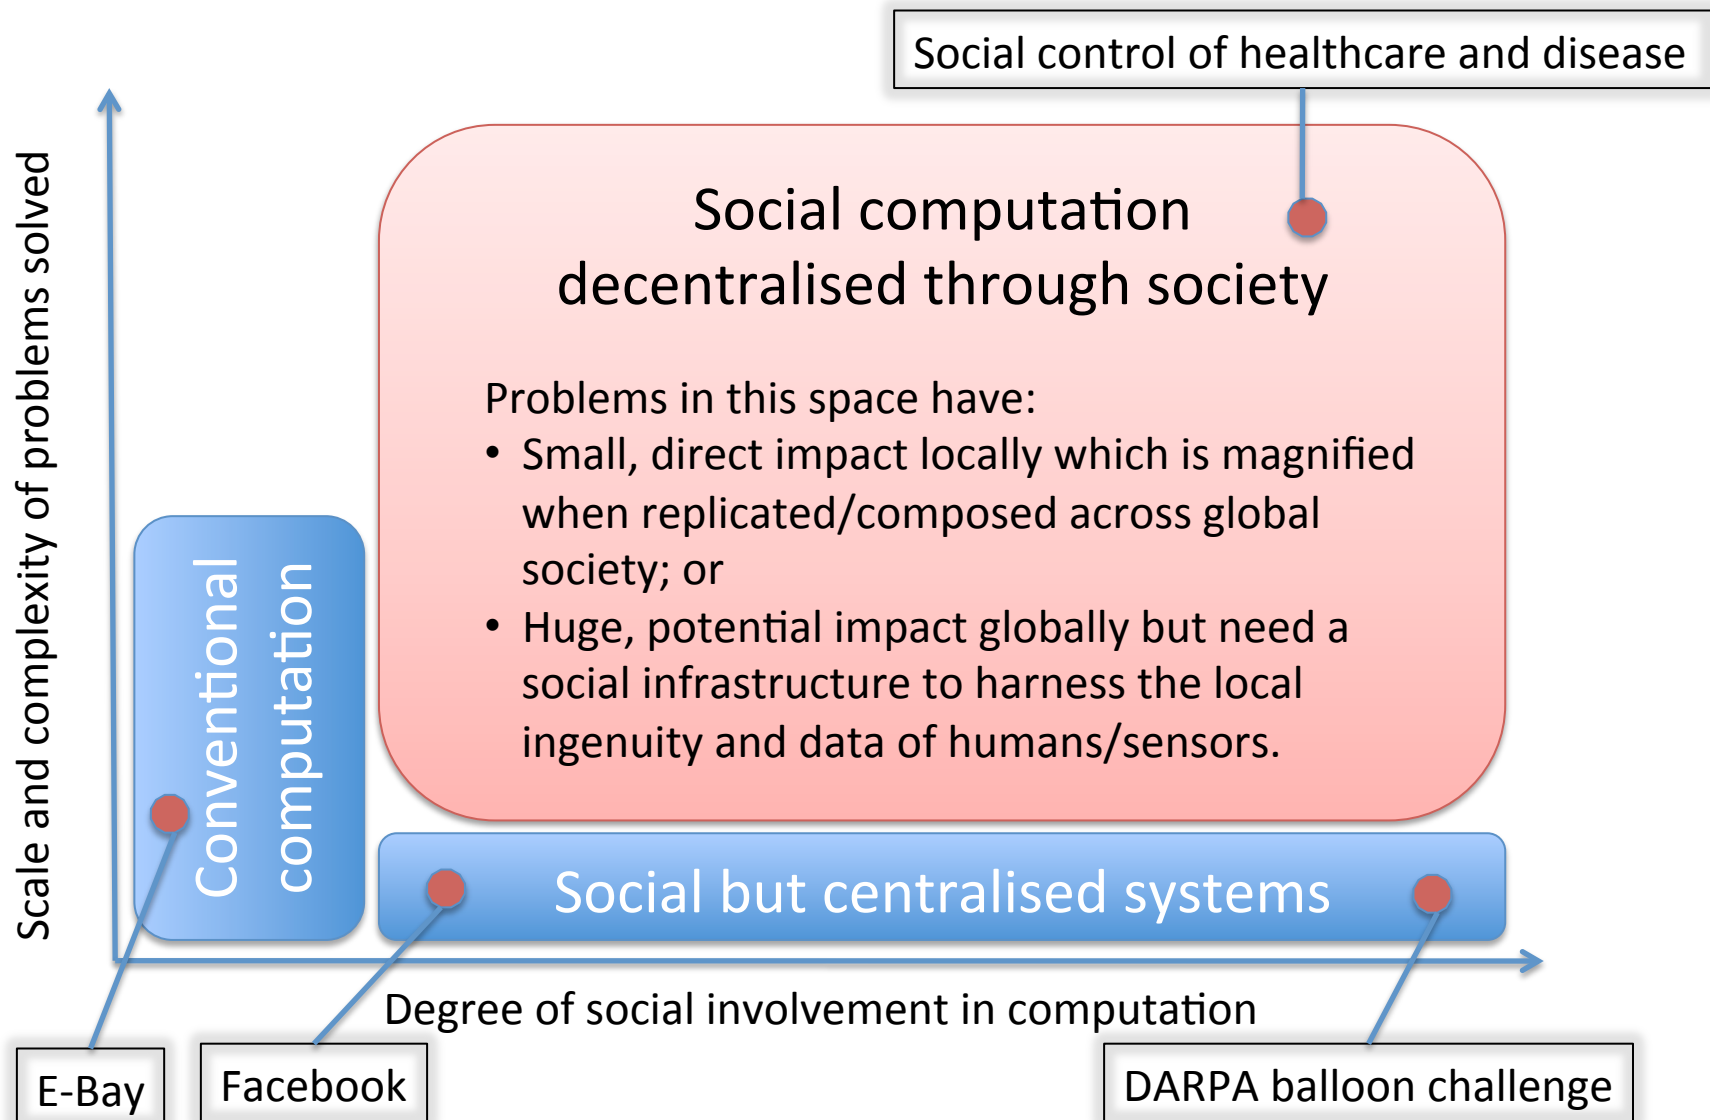 Social control of healthcare and disease
Scale and complexity of problems solved
Social computation
decentralised through society
Problems in this space have:
• Small, direct impact locally which is magnified
when replicated/composed across global
society; or
• Huge, potential impact globally but need a
social infrastructure to harness the local
ingenuity and data of humans/sensors.
Conventional
computation
Social but centralised systems
Degree of social involvement in computation
E-Bay
Facebook
DARPA balloon challenge